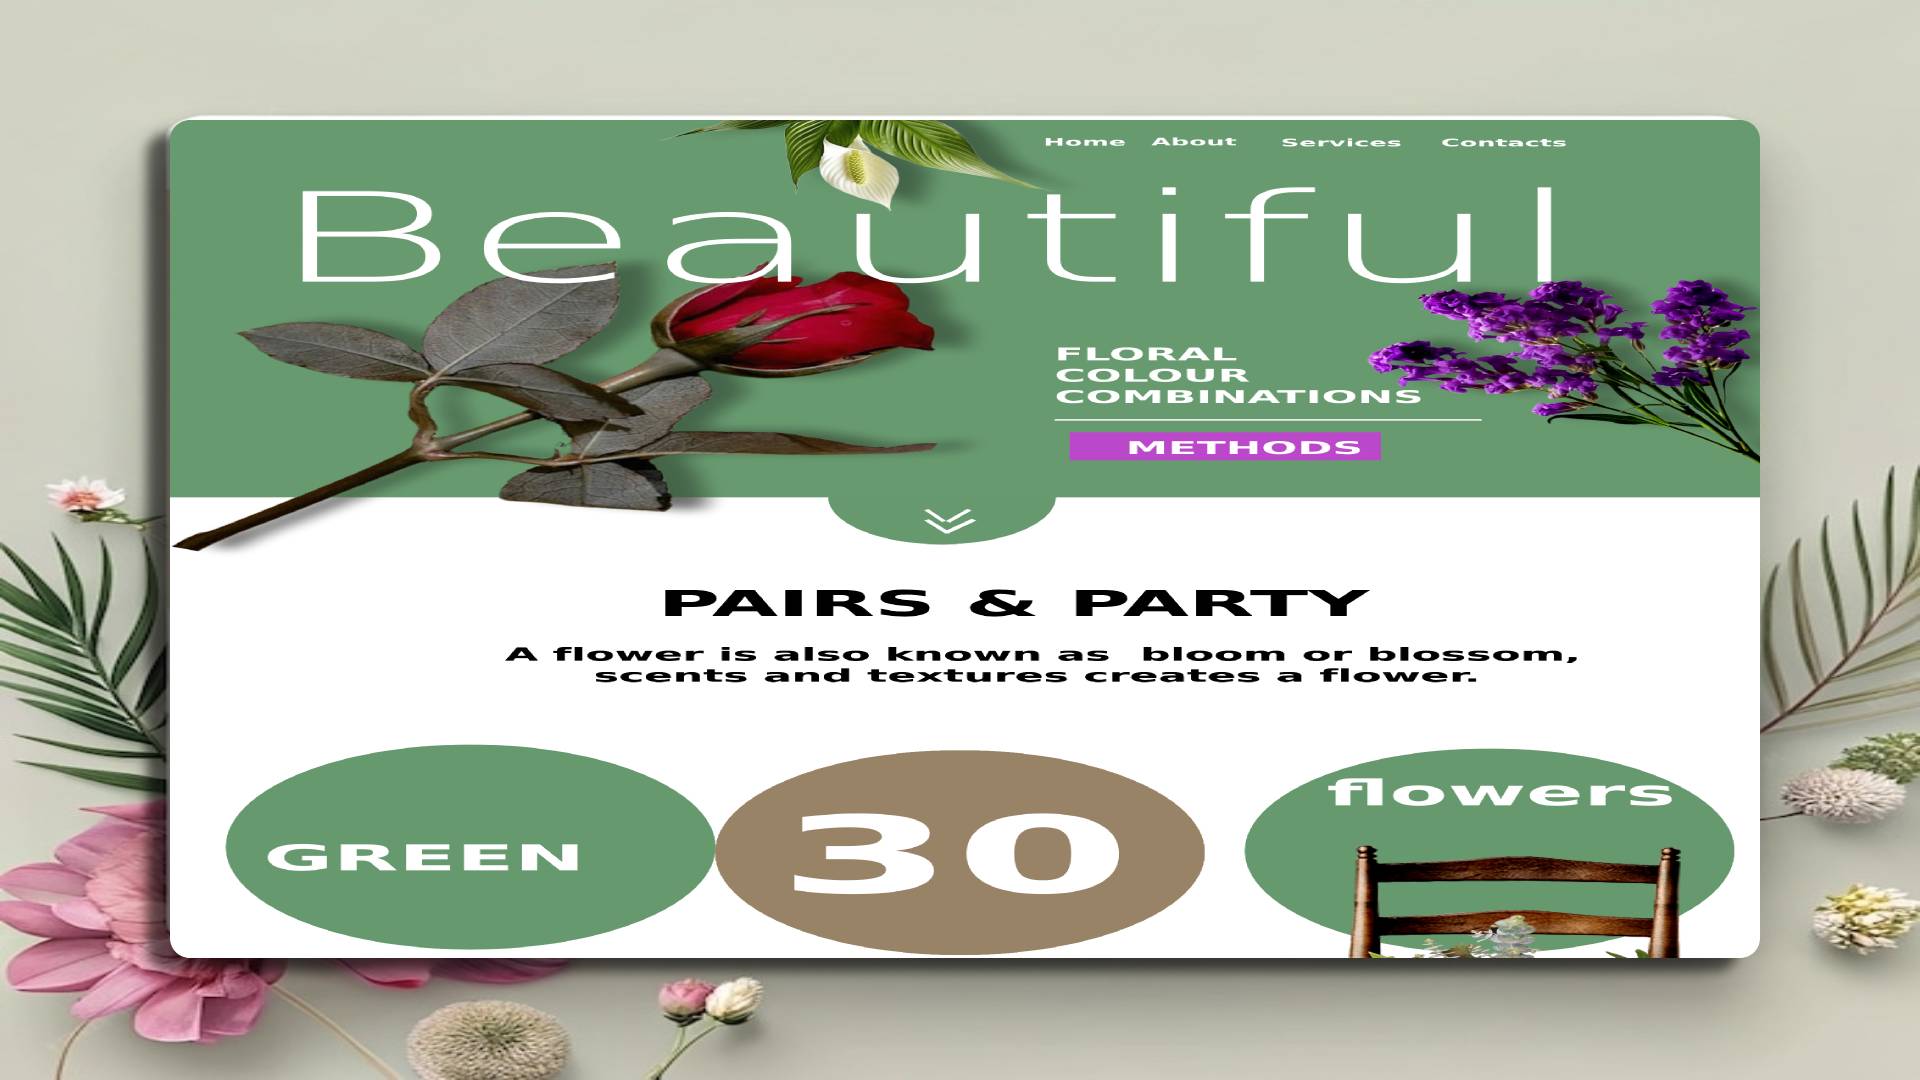 Home About Services Contacts
Beautiful
FLORAL
COLOUR
COMBINATIONS
METHODS
PAIRS & PARTY
A flower is also known as bloom or blossom,
scents and textures creates a flower.
GREEN
30
flowers